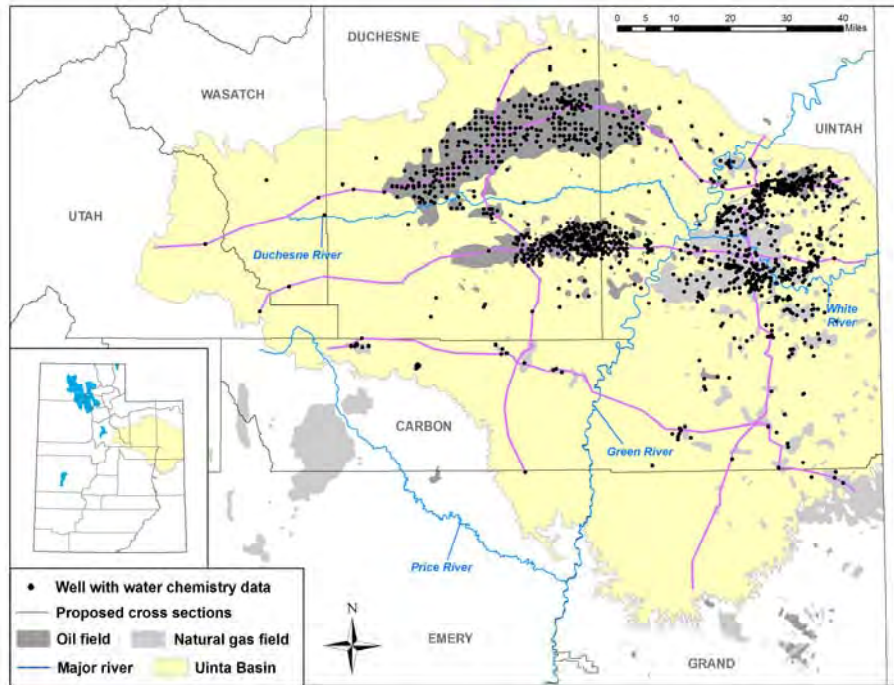 DUCHESNE
0 5 10 20 30 40
Miles
WASATCH
UINTAH
UTAH
Duchesne River
White
River
CARBON
Green River
Price River
EMERY
GRAND
N
Well with water chemistry data
Proposed cross sections
Oil field
Natural gas field
Major river
Uinta Basin